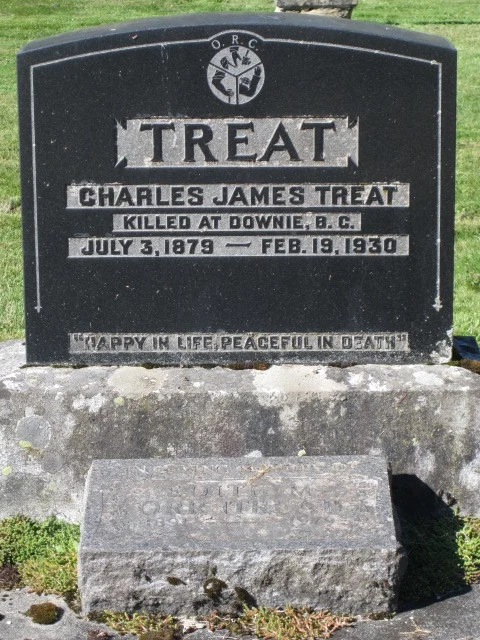 O.R.C.
TREAT
CHARLES JAMES TREAT
KILLED AT DOWNIE, B.C.
JULY 3, 1879 — FEB. 19, 1930
"HAPPY IN LIFE, PEACEFUL IN DEATH"
EDITH M.